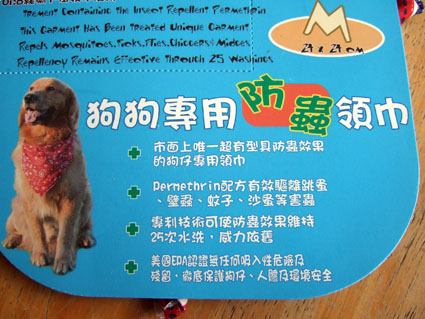 Trement Containing the Insect Repellent Permethrin
This Garment Has Been Treated Unique Garment
Repels Mosquitoes,Ticks,Flies,Chiggers/ Midges
Repellency Remains Effective Through 25 Washings
M
24 x 24 cm
狗狗專用防蟲領巾
市面上唯一超有型具防蟲效果
的狗仔專用領巾
Permethrin配方有效驅離跳蚤
、壁蝨、蚊子、沙蚤等害蟲
專利技術可使防蟲效果維持
25次水洗，威力依舊
美國EPA認證無任何吸入性危險及
殘留，徹底保護狗仔、人體及環境安全